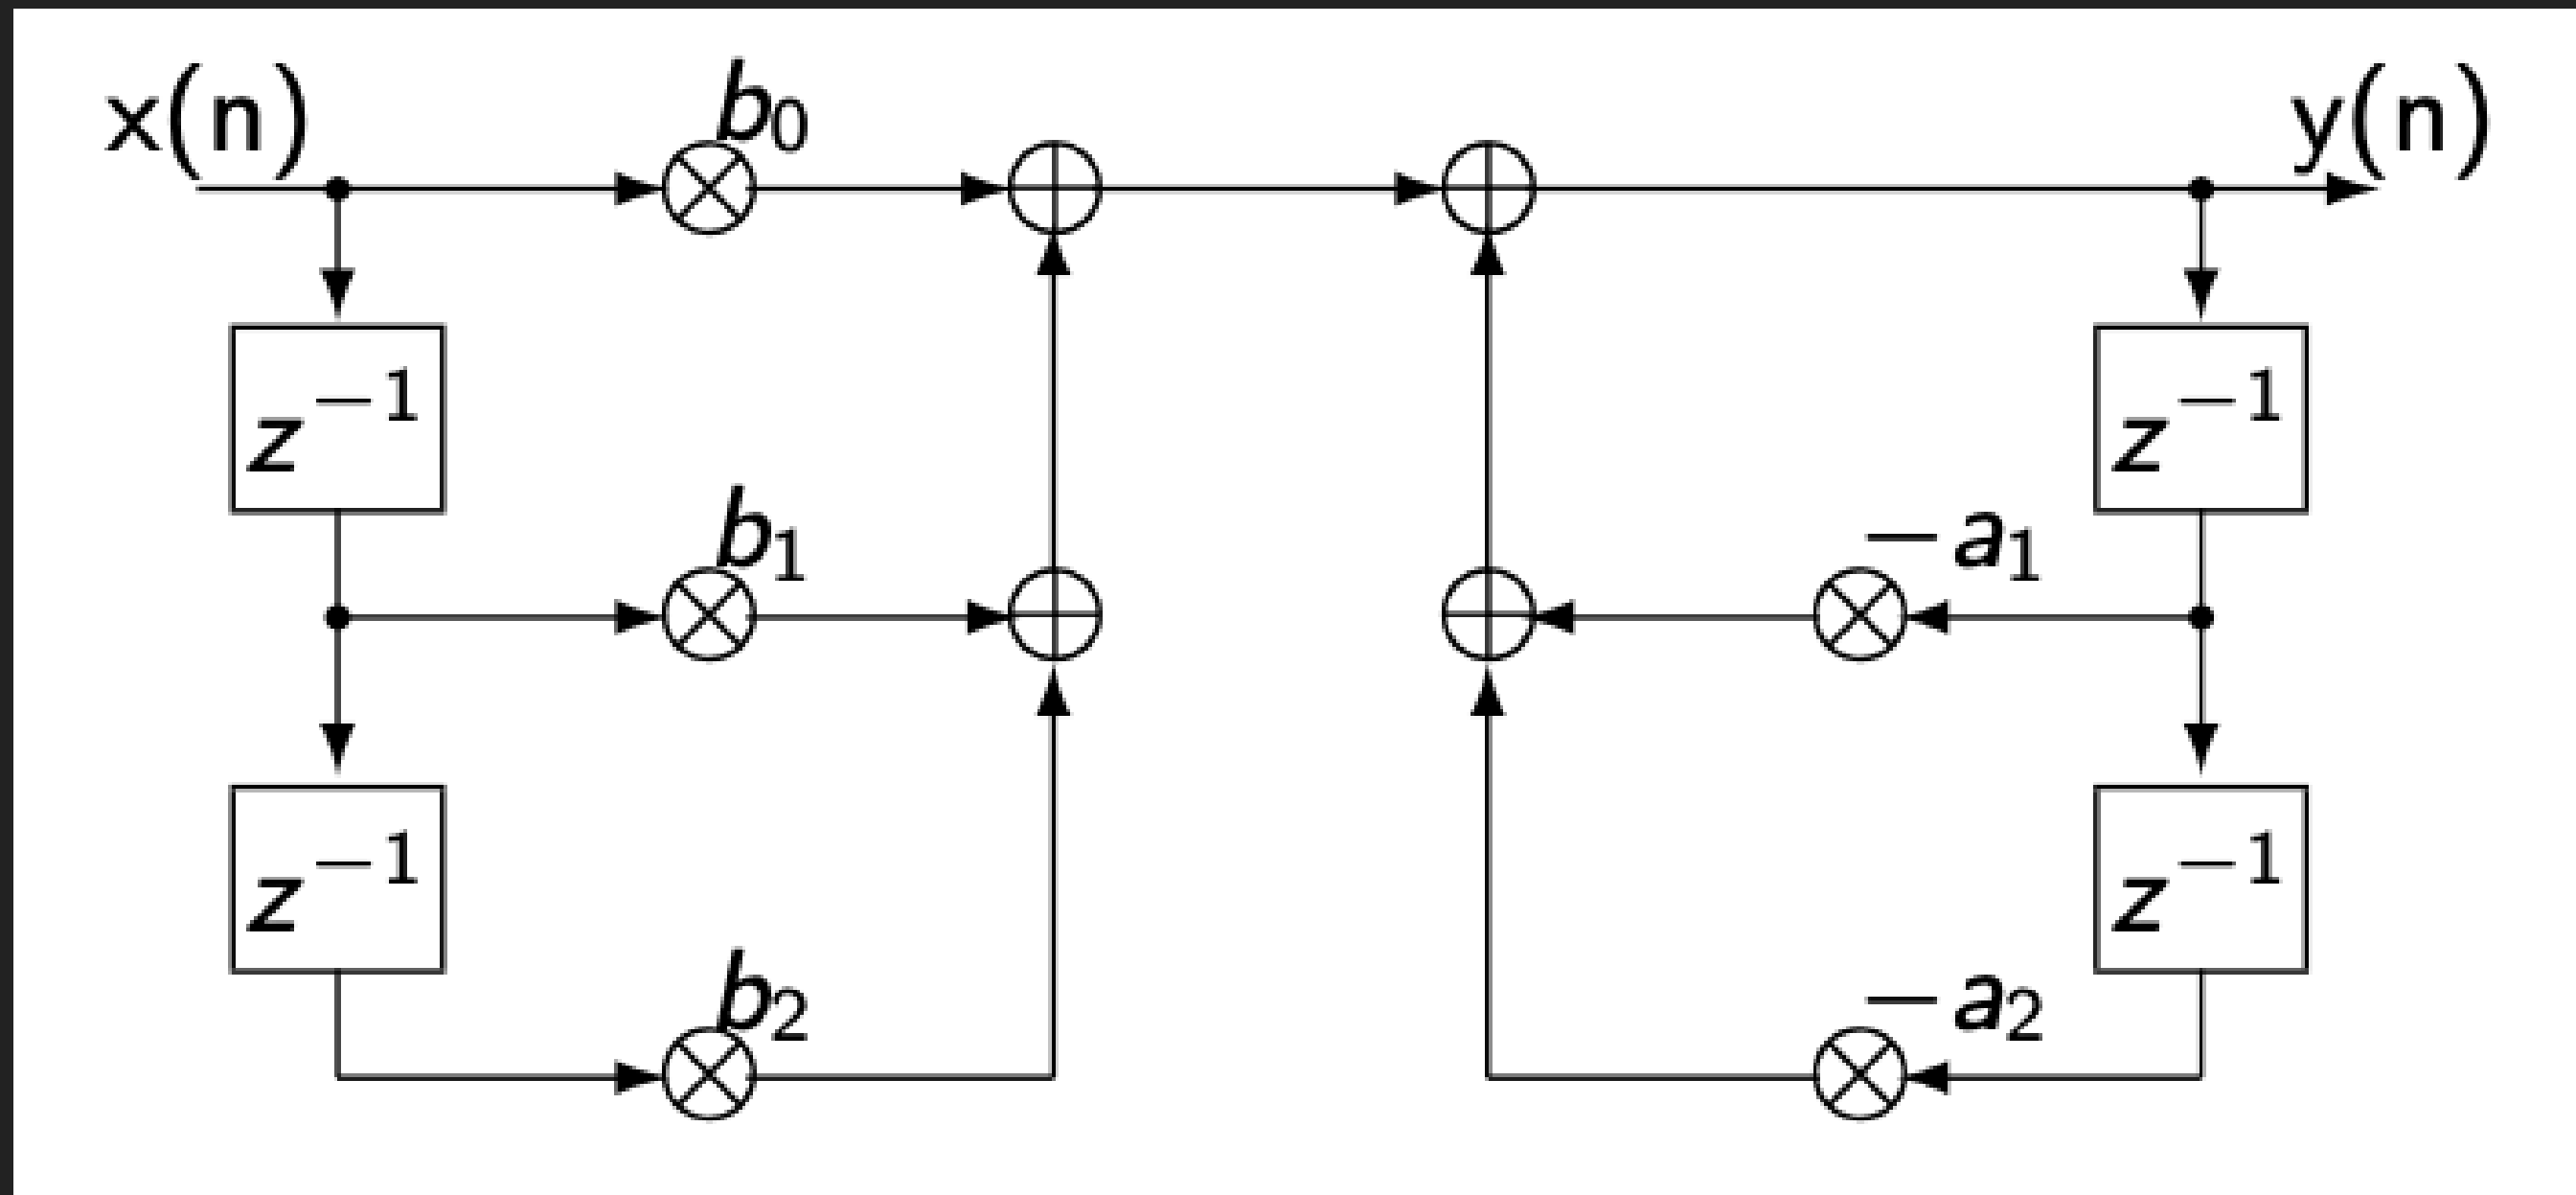 x(n) b₀ y(n)
z⁻¹ z⁻¹
b₁ −a₁
z⁻¹ z⁻¹
b₂ −a₂